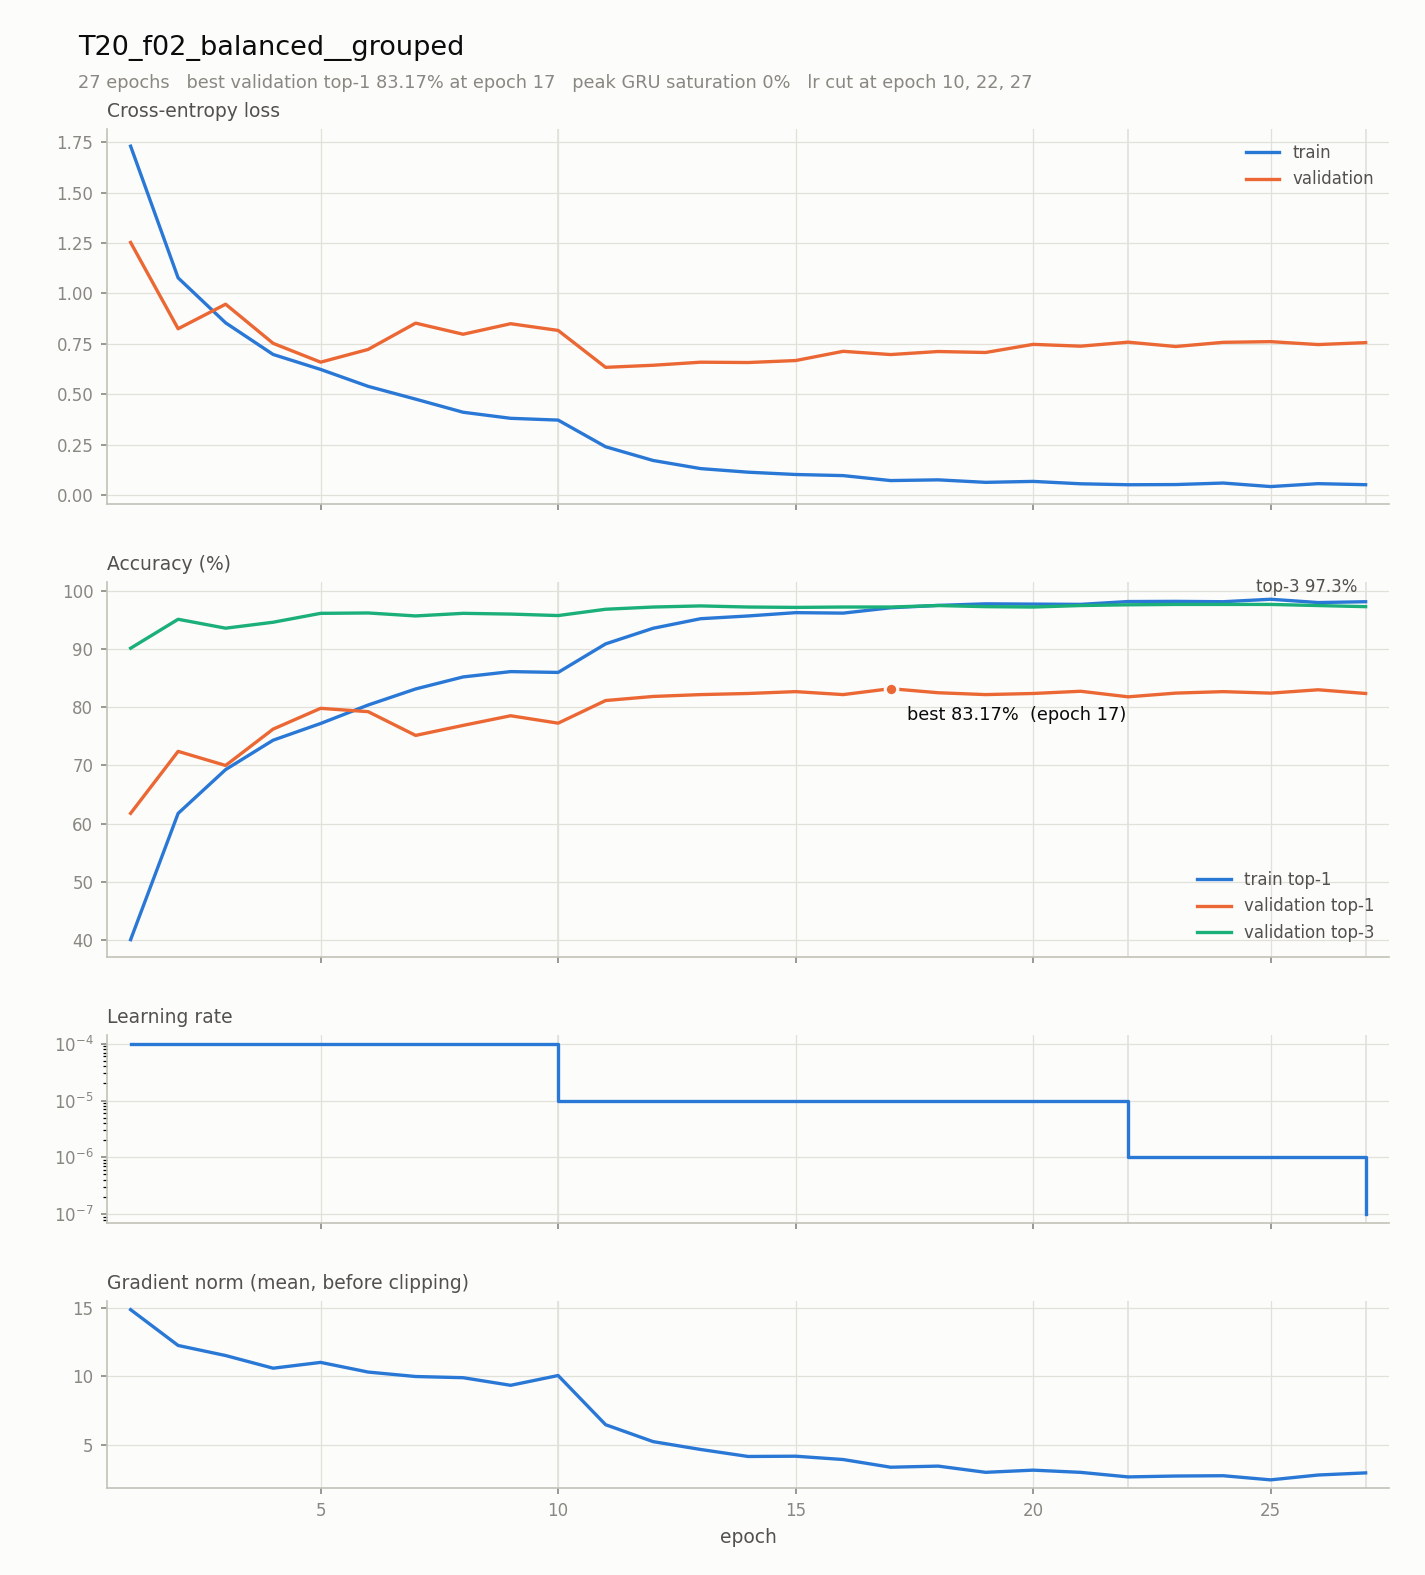 T20_f02_balanced__grouped
27 epochs   best validation top-1 83.17% at epoch 17   peak GRU saturation 0%   lr cut at epoch 10, 22, 27
Cross-entropy loss
1.75
1.50
1.25
1.00
0.75
0.50
0.25
0.00
train
validation
Accuracy (%)
100
90
80
70
60
50
40
top-3 97.3%
best 83.17%  (epoch 17)
train top-1
validation top-1
validation top-3
Learning rate
10⁻⁴
10⁻⁵
10⁻⁶
10⁻⁷
Gradient norm (mean, before clipping)
15
10
5
5 10 15 20 25
epoch